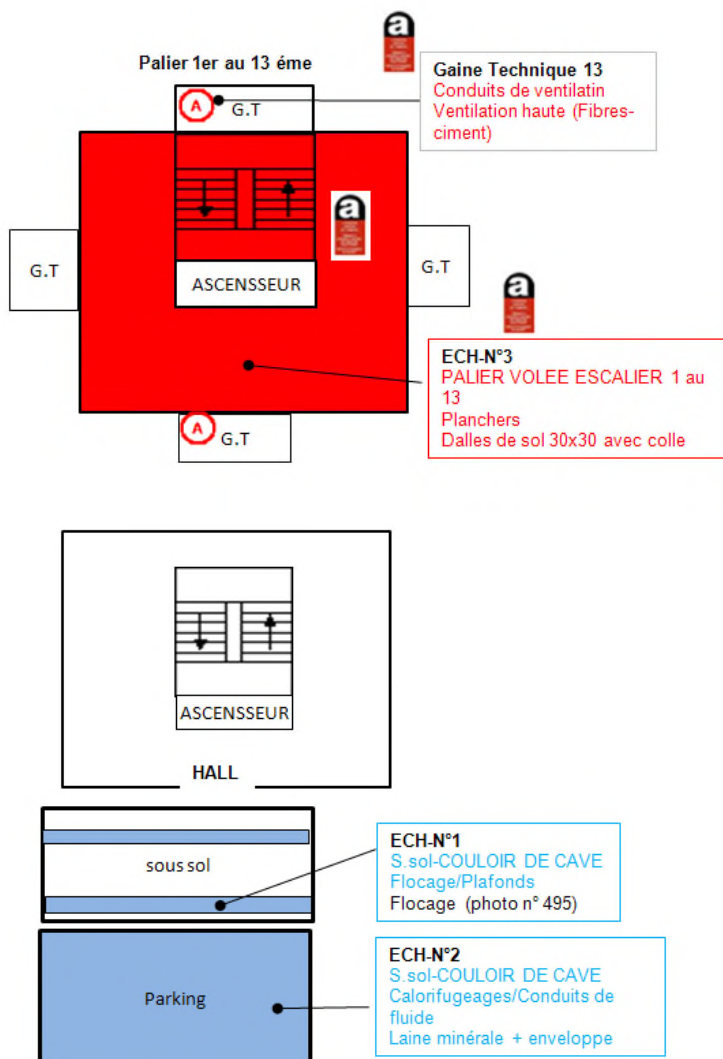 Palier 1er au 13 éme
a
Gaine Technique 13
Conduits de ventilatin
Ventilation haute (Fibres-
ciment)
A
G.T
a
G.T
ASCENSSEUR
G.T
a
ECH-N°3
PALIER VOLEE ESCALIER 1 au
13
Planchers
Dalles de sol 30x30 avec colle
A
G.T
ASCENSSEUR
HALL
sous sol
ECH-N°1
S.sol-COULOIR DE CAVE
Flocage/Plafonds
Flocage (photo n° 495)
Parking
ECH-N°2
S.sol-COULOIR DE CAVE
Calorifugeages/Conduits de
fluide
Laine minérale + enveloppe